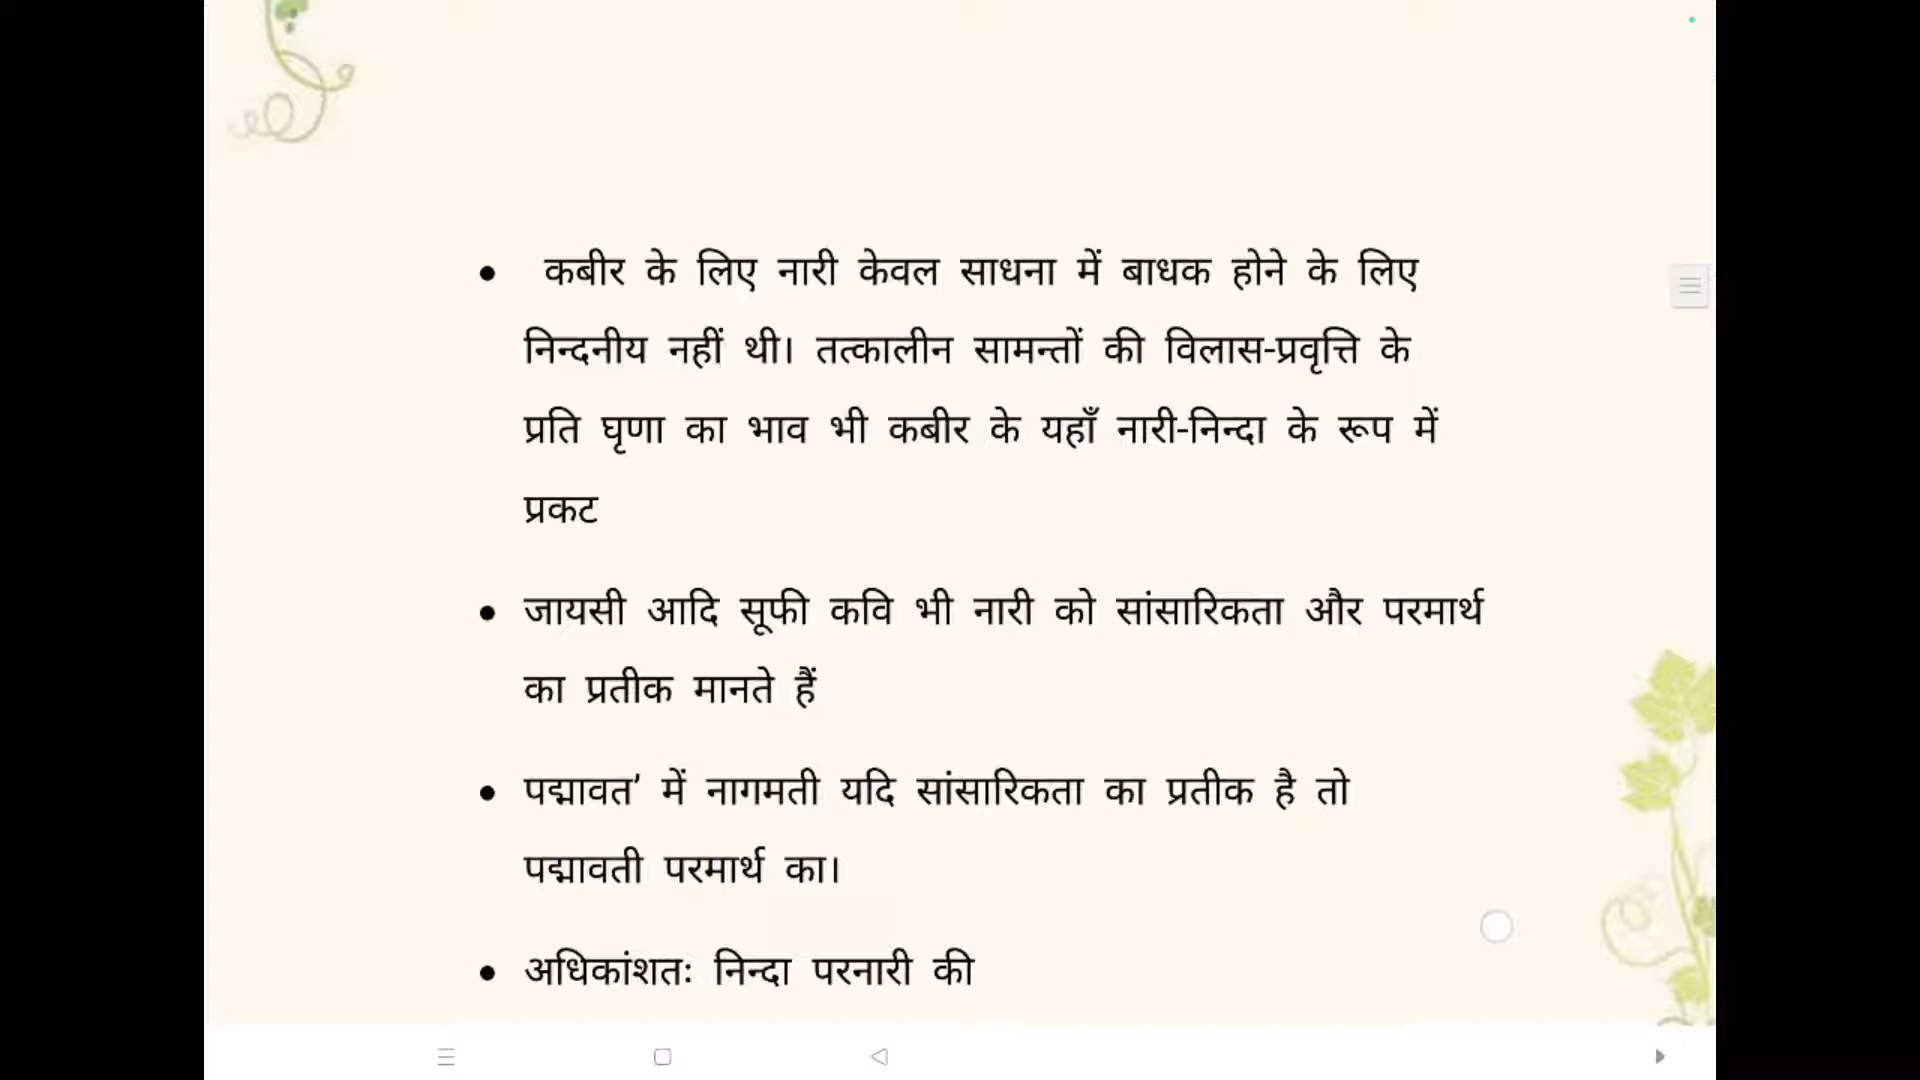 • कबीर के लिए नारी केवल साधना में बाधक होने के लिए
निन्दनीय नहीं थी। तत्कालीन सामन्तों की विलास-प्रवृत्ति के
प्रति घृणा का भाव भी कबीर के यहाँ नारी-निन्दा के रूप में
प्रकट
• जायसी आदि सूफी कवि भी नारी को सांसारिकता और परमार्थ
का प्रतीक मानते हैं
• पद्मावत’ में नागमती यदि सांसारिकता का प्रतीक है तो
पद्मावती परमार्थ का।
• अधिकांशतः निन्दा परनारी की